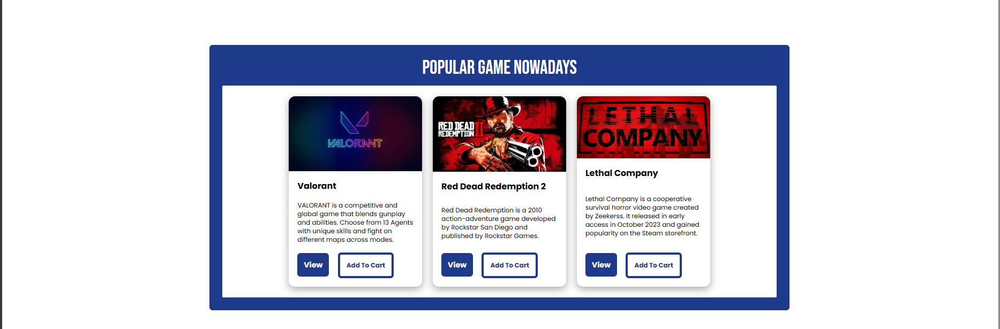 POPULAR GAME NOWADAYS
VALORANT
RED DEAD
REDEMPTION II
LETHAL
COMPANY
Valorant
VALORANT is a competitive and
global game that blends gunplay
and abilities. Choose from 13 Agents
with unique skills and fight on
different maps across modes.
View
Add To Cart
Red Dead Redemption 2
Red Dead Redemption is a 2010
action-adventure game developed
by Rockstar San Diego and
published by Rockstar Games.
View
Add To Cart
Lethal Company
Lethal Company is a cooperative
survival horror video game created
by Zeekerss. It released in early
access in October 2023 and gained
popularity on the Steam storefront.
View
Add To Cart